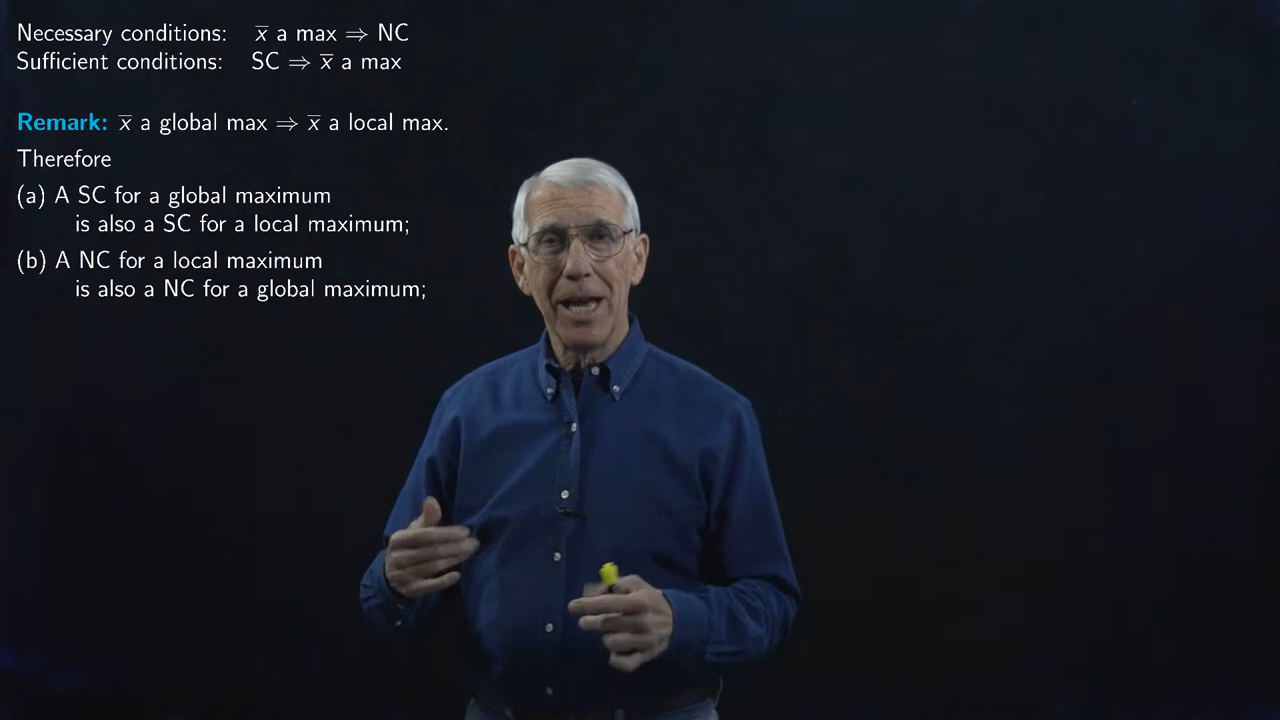 Necessary conditions: x̅ a max ⇒ NC
Sufficient conditions: SC ⇒ x̅ a max
Remark: x̅ a global max ⇒ x̅ a local max.
Therefore
(a) A SC for a global maximum
is also a SC for a local maximum;
(b) A NC for a local maximum
is also a NC for a global maximum;